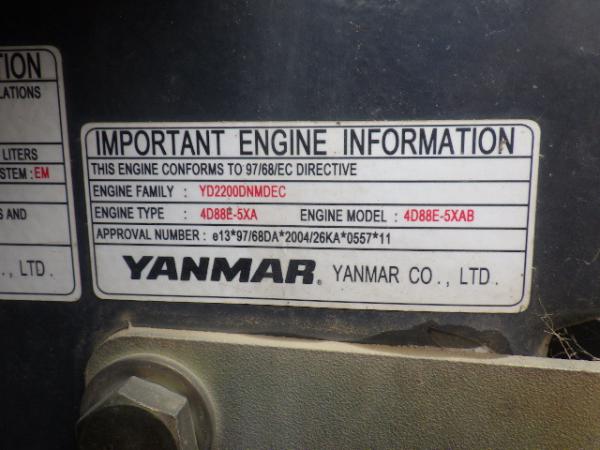 TION
LATIONS
LITERS
STEM : EM
S AND
., LTD.
IMPORTANT ENGINE INFORMATION
THIS ENGINE CONFORMS TO 97/68/EC DIRECTIVE
ENGINE FAMILY : YD2200DNMDEC
ENGINE TYPE : 4D88E-5XA ENGINE MODEL : 4D88E-5XAB
APPROVAL NUMBER : e13*97/68DA*2004/26KA*0557*11
YANMAR® YANMAR CO., LTD.